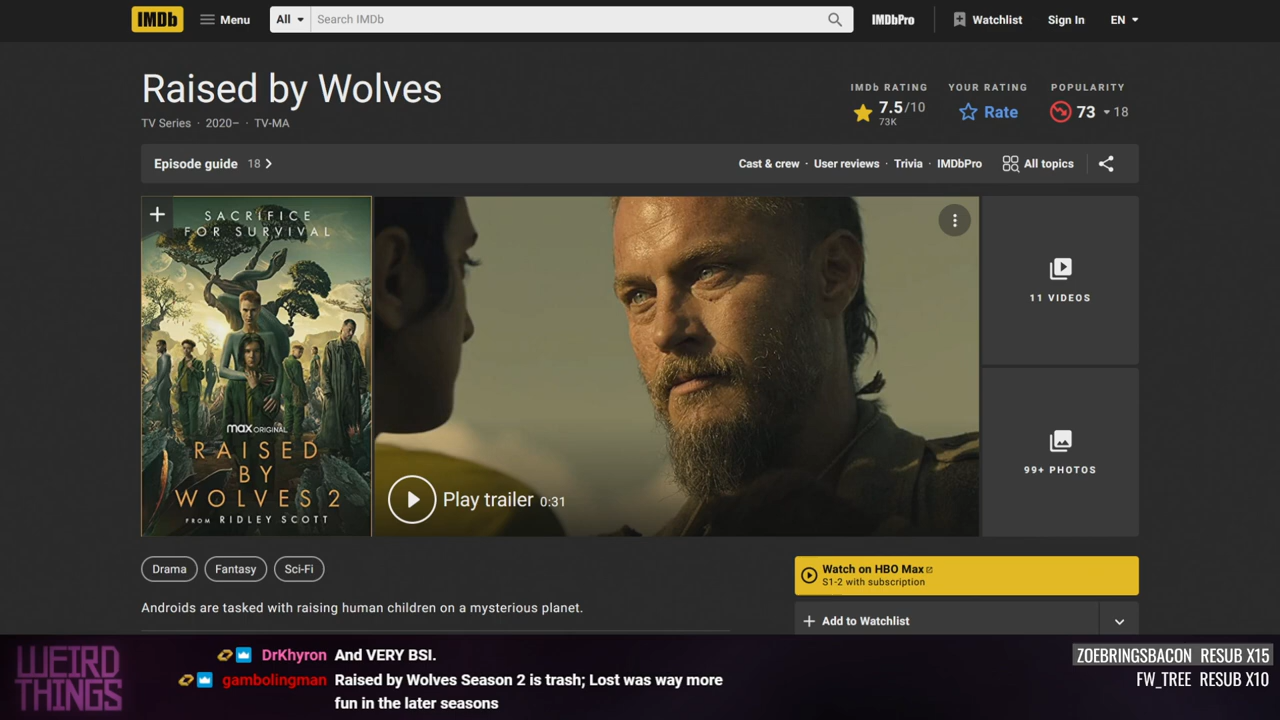 IMDb
Menu
All
Search IMDb
IMDbPro
Watchlist
Sign In
EN
Raised by Wolves
TV Series · 2020– · TV-MA
IMDb RATING
7.5/10
73K
YOUR RATING
Rate
POPULARITY
73
18
Episode guide 18
Cast & crew · User reviews · Trivia · IMDbPro
All topics
SACRIFICE
FOR SURVIVAL
max ORIGINAL
RAISED
BY
WOLVES 2
FROM RIDLEY SCOTT
Play trailer 0:31
11 VIDEOS
99+ PHOTOS
Drama
Fantasy
Sci-Fi
Androids are tasked with raising human children on a mysterious planet.
Watch on HBO Max
S1-2 with subscription
Add to Watchlist
WEIRD
THINGS
DrKhyron And VERY BSI.
gambolingman Raised by Wolves Season 2 is trash; Lost was way more
fun in the later seasons
ZOEBRINGSBACON RESUB X15
FW_TREE RESUB X10